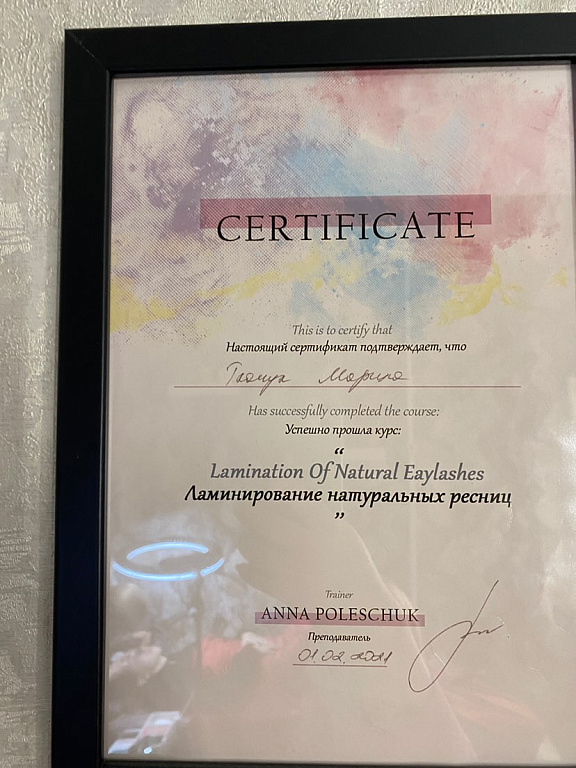 CERTIFICATE
This is to certify that
Настоящий сертификат подтверждает, что
Марина
Has successfully completed the course:
Успешно прошла курс:
“
Lamination Of Natural Eaylashes
Ламинирование натуральных ресниц
”
Trainer
ANNA POLESCHUK
Преподаватель
01.02.2021